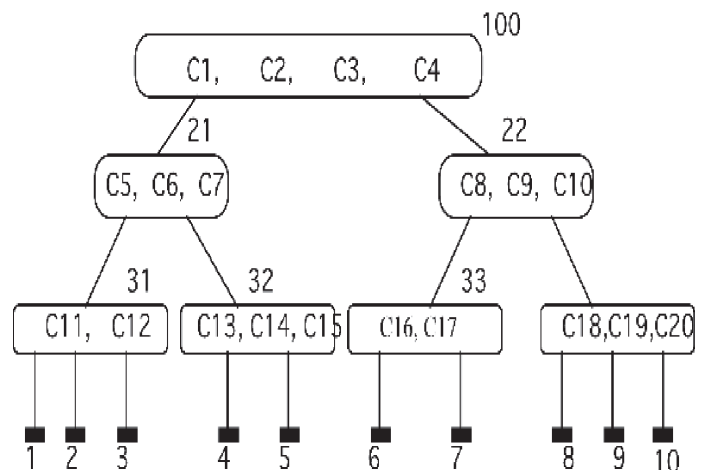 100
C1, C2, C3, C4
21 22
C5, C6, C7 C8, C9, C10
31 32 33
C11, C12 C13, C14, C15 C16, C17 C18,C19,C20
1 2 3 4 5 6 7 8 9 10